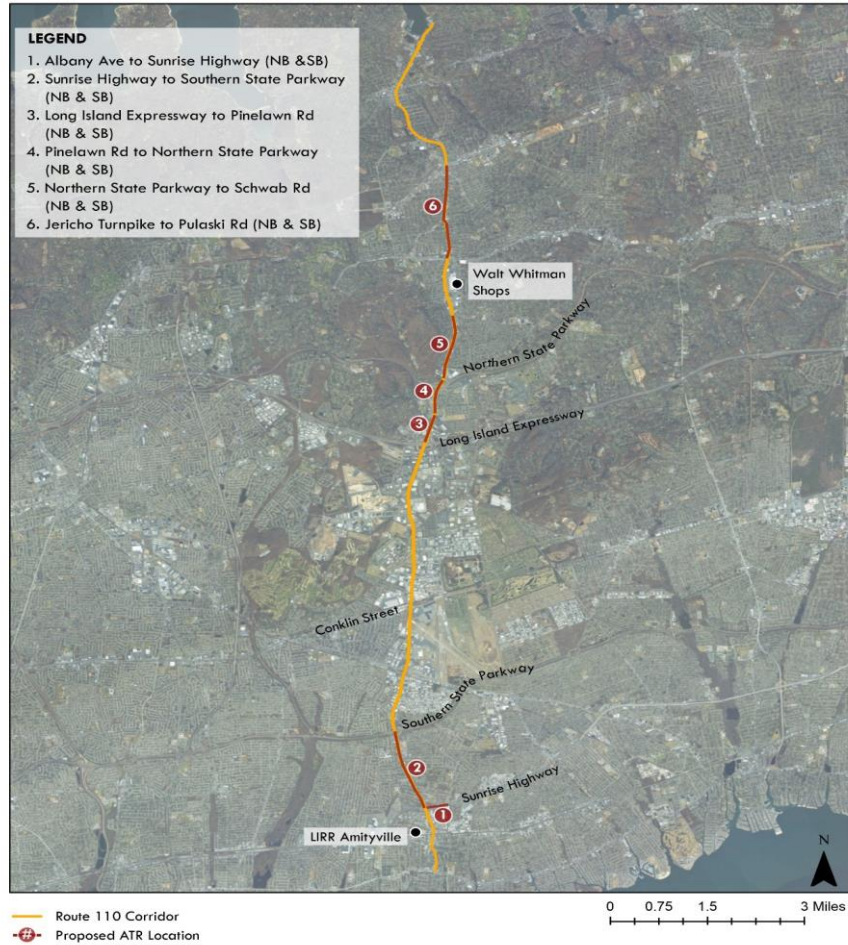 LEGEND
1. Albany Ave to Sunrise Highway (NB &SB)
2. Sunrise Highway to Southern State Parkway
(NB & SB)
3. Long Island Expressway to Pinelawn Rd
(NB & SB)
4. Pinelawn Rd to Northern State Parkway
(NB & SB)
5. Northern State Parkway to Schwab Rd
(NB & SB)
6. Jericho Turnpike to Pulaski Rd (NB & SB)
6
Walt Whitman
Shops
5
Northern State Parkway
4
3
Long Island Expressway
Conklin Street
Southern State Parkway
2
Sunrise Highway
1
LIRR Amityville
N
Route 110 Corridor
# Proposed ATR Location
0 0.75 1.5 3 Miles